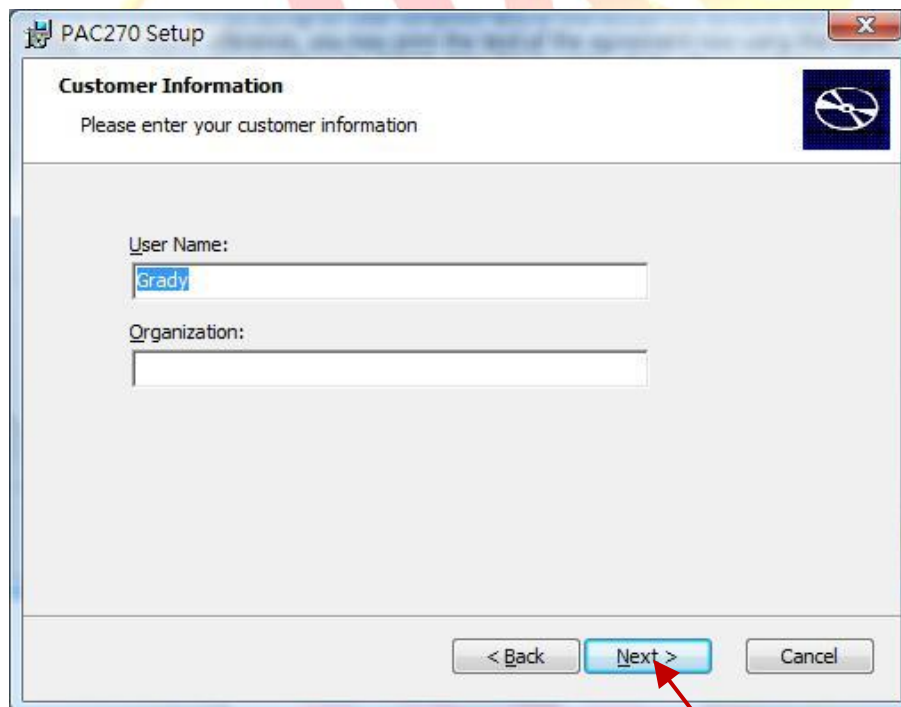 PAC270 Setup
Customer Information
Please enter your customer information
User Name:
Grady
Organization:
< Back
Next >
Cancel